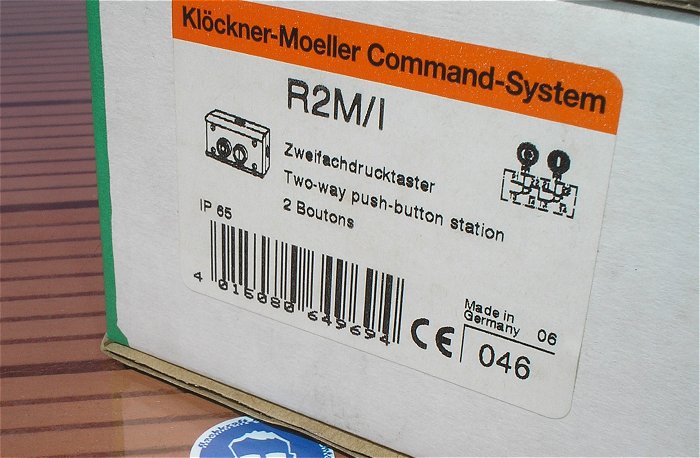 Klöckner-Moeller Command-System
R2M/I
Zweifachdrucktaster
Two-way push-button station
2 Boutons
IP 65
4 015080 649694
CE
Made in
Germany 06
046